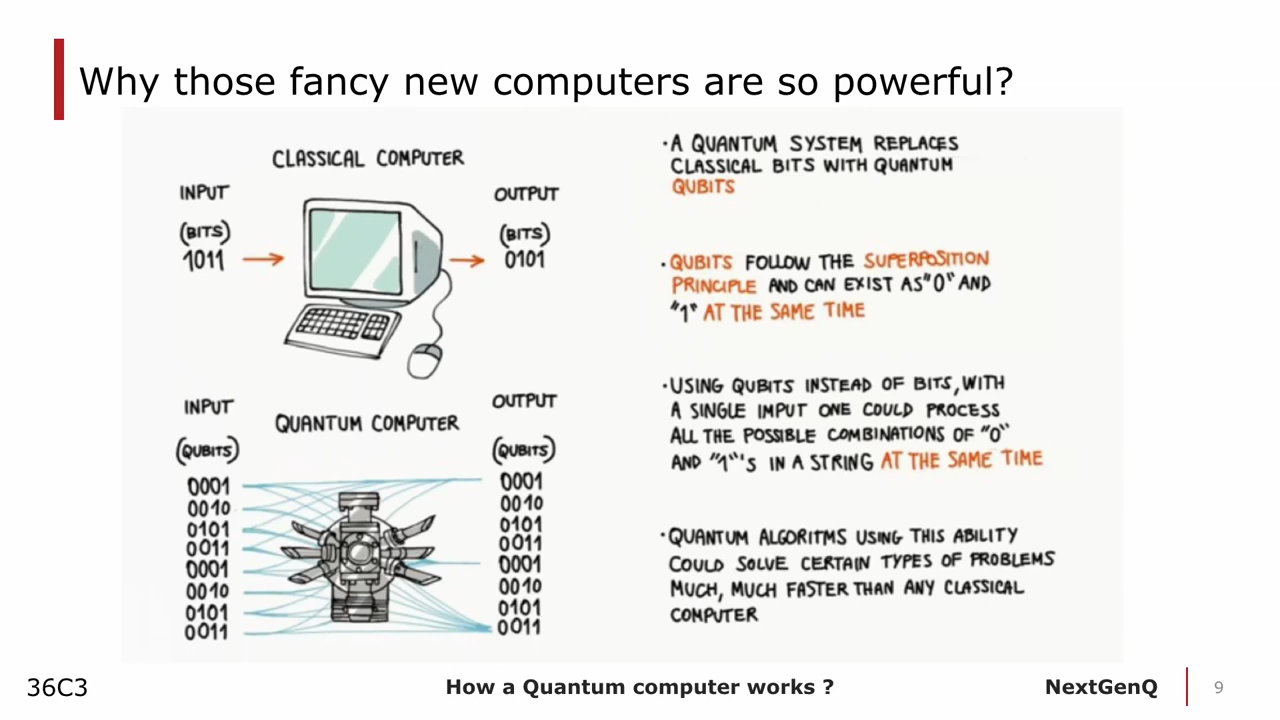 Why those fancy new computers are so powerful?
CLASSICAL COMPUTER
INPUT
(BITS)
1011
OUTPUT
(BITS)
0101
QUANTUM COMPUTER
INPUT
(QUBITS)
0001
0010
0101
0011
0001
0010
0101
0011
OUTPUT
(QUBITS)
0001
0010
0101
0011
0001
0010
0101
0011
·A QUANTUM SYSTEM REPLACES
CLASSICAL BITS WITH QUANTUM
QUBITS
·QUBITS FOLLOW THE SUPERPOSITION
PRINCIPLE AND CAN EXIST AS "0" AND
"1" AT THE SAME TIME
·USING QUBITS INSTEAD OF BITS, WITH
A SINGLE IMPUT ONE COULD PROCESS
ALL THE POSSIBLE COMBINATIONS OF "0"
AND "1"'S IN A STRING AT THE SAME TIME
·QUANTUM ALGORITMS USING THIS ABILITY
COULD SOLVE CERTAIN TYPES OF PROBLEMS
MUCH, MUCH FASTER THAN ANY CLASSICAL
COMPUTER
36C3
How a Quantum computer works ?
NextGenQ
9